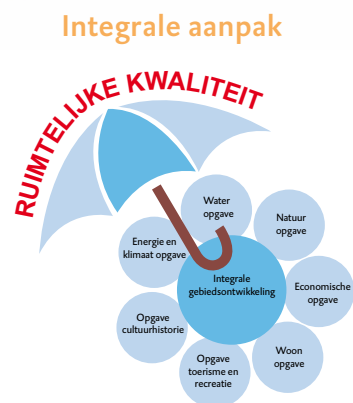 Integrale aanpak
RUIMTELIJKE KWALITEIT
Water
opgave
Natuur
opgave
Energie en
klimaat opgave
Integrale
gebiedsontwikkeling
Economische
opgave
Opgave
cultuurhistorie
Woon
opgave
Opgave
toerisme en
recreatie